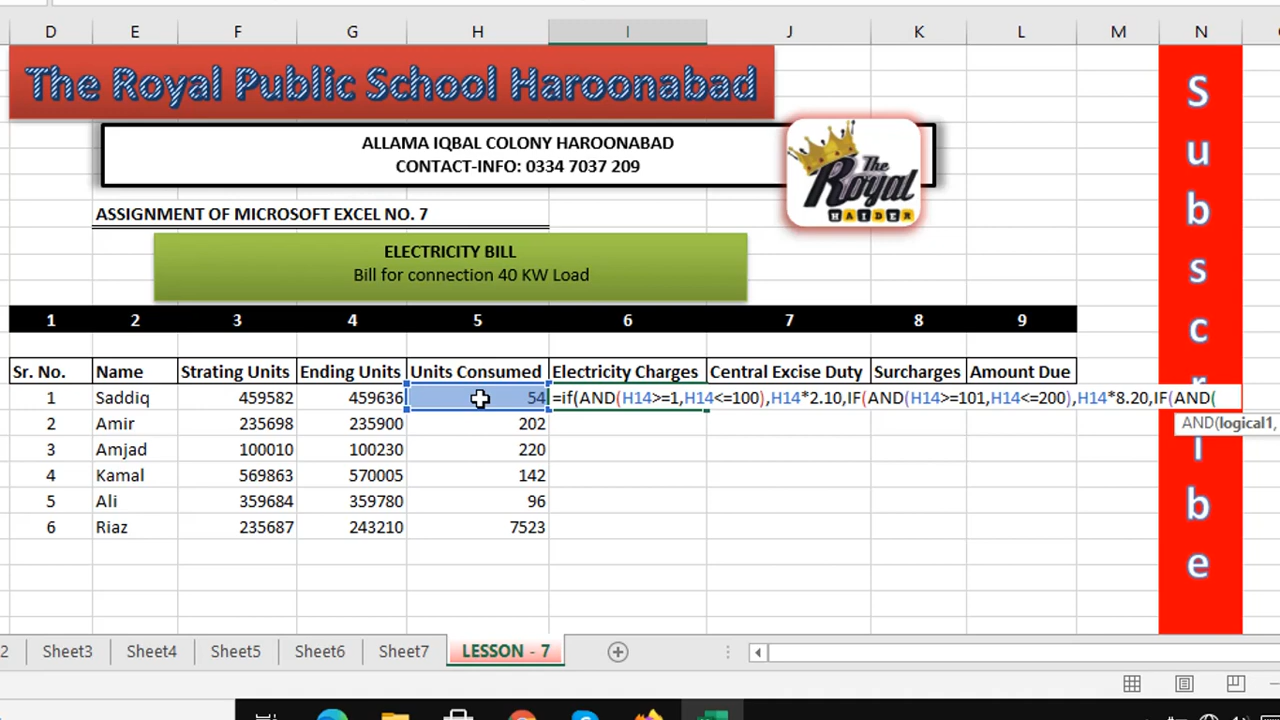 D E F G H I J K L M N
The Royal Public School Haroonabad
ALLAMA IQBAL COLONY HAROONABAD
CONTACT-INFO: 0334 7037 209
The
Royal
HAIDER
ASSIGNMENT OF MICROSOFT EXCEL NO. 7
ELECTRICITY BILL
Bill for connection 40 KW Load
1 2 3 4 5 6 7 8 9
Sr. No. Name Strating Units Ending Units Units Consumed Electricity Charges Central Excise Duty Surcharges Amount Due
1 Saddiq 459582 459636 54 =if(AND(H14>=1,H14<=100),H14*2.10,IF(AND(H14>=101,H14<=200),H14*8.20,IF(AND(
AND(logical1,
2 Amir 235698 235900 202
3 Amjad 100010 100230 220
4 Kamal 569863 570005 142
5 Ali 359684 359780 96
6 Riaz 235687 243210 7523
S
u
b
s
c
r
i
b
e
2 Sheet3 Sheet4 Sheet5 Sheet6 Sheet7 LESSON - 7